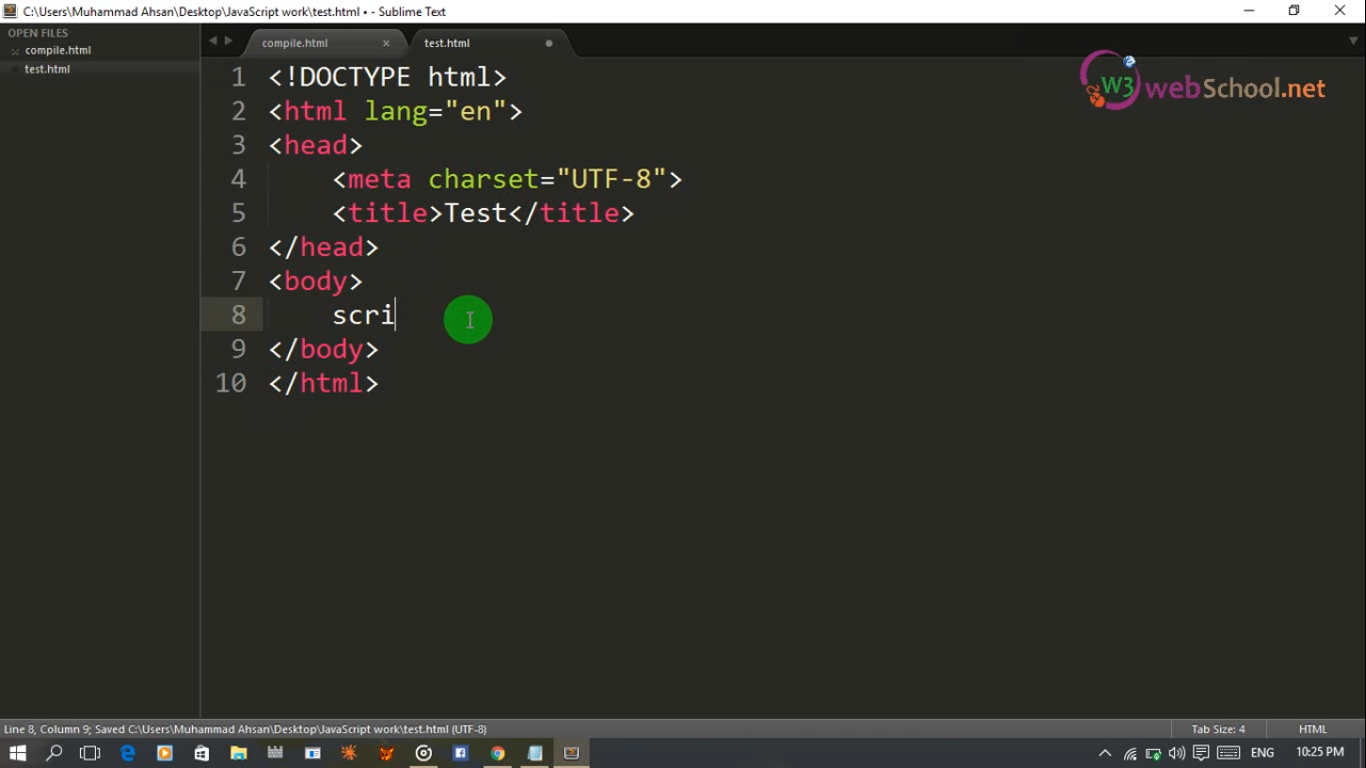 C:\Users\Muhammad Ahsan\Desktop\JavaScript work\test.html • - Sublime Text
OPEN FILES
compile.html
test.html
compile.html ×
test.html
W3 webSchool.net
1 <!DOCTYPE html>
2 <html lang="en">
3 <head>
4 <meta charset="UTF-8">
5 <title>Test</title>
6 </head>
7 <body>
8 scri
9 </body>
10 </html>
Line 8, Column 9; Saved C:\Users\Muhammad Ahsan\Desktop\JavaScript work\test.html (UTF-8)
Tab Size: 4
HTML
ENG
10:25 PM